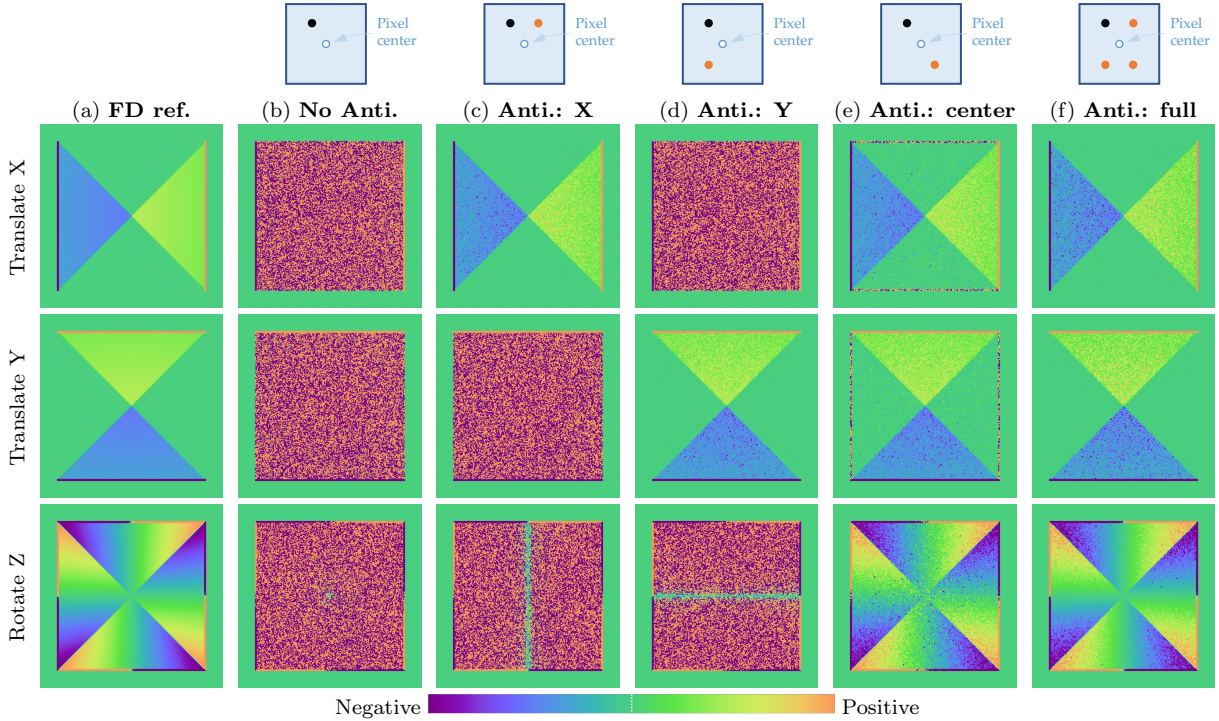 Pixel center
Pixel center
Pixel center
Pixel center
Pixel center
(a) FD ref.
(b) No Anti.
(c) Anti.: X
(d) Anti.: Y
(e) Anti.: center
(f) Anti.: full
Translate X
Translate Y
Rotate Z
Negative
Positive